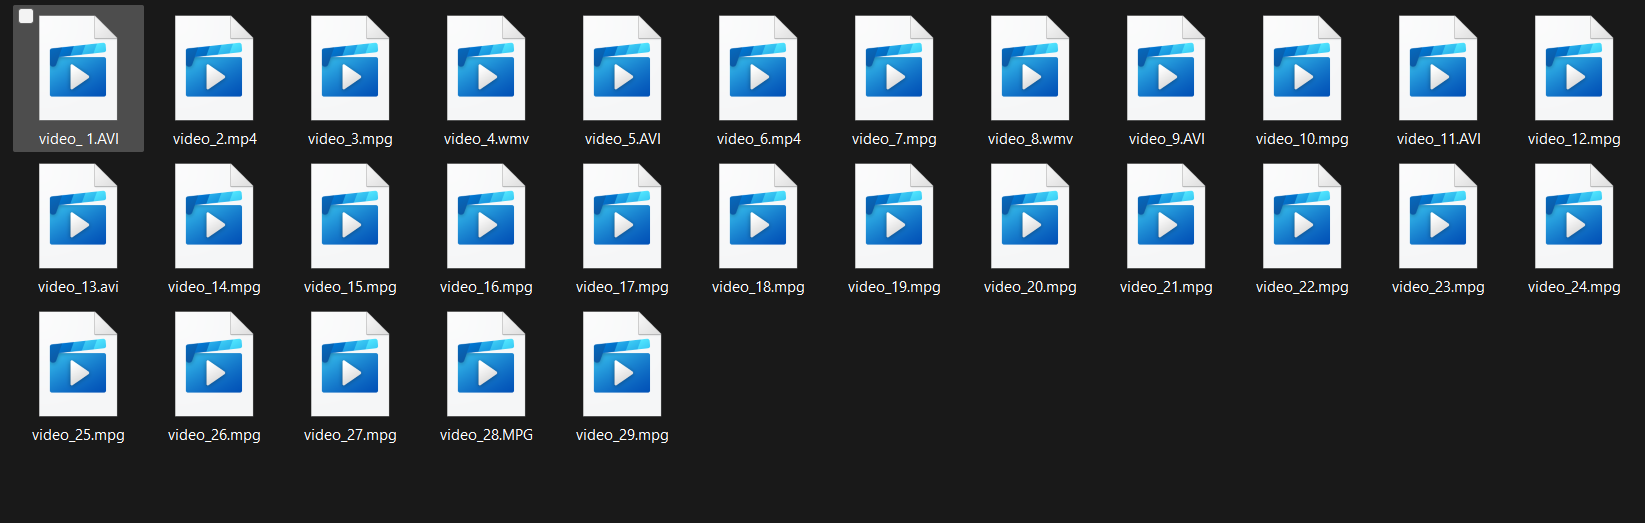 video_ 1.AVI
video_2.mp4
video_3.mpg
video_4.wmv
video_5.AVI
video_6.mp4
video_7.mpg
video_8.wmv
video_9.AVI
video_10.mpg
video_11.AVI
video_12.mpg
video_13.avi
video_14.mpg
video_15.mpg
video_16.mpg
video_17.mpg
video_18.mpg
video_19.mpg
video_20.mpg
video_21.mpg
video_22.mpg
video_23.mpg
video_24.mpg
video_25.mpg
video_26.mpg
video_27.mpg
video_28.MPG
video_29.mpg